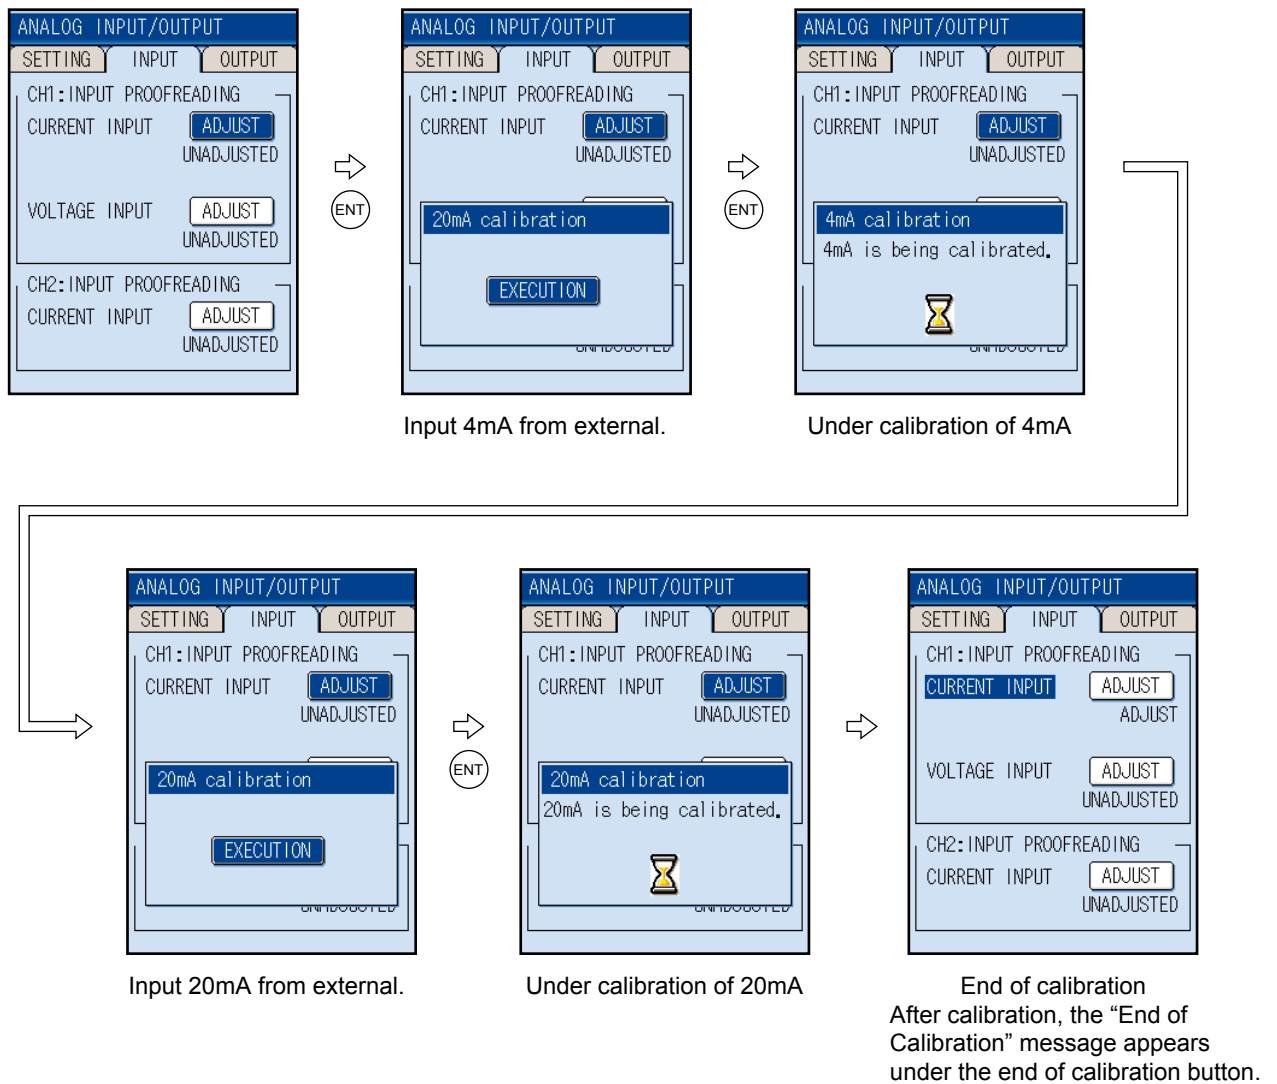 ANALOG INPUT/OUTPUT
SETTING INPUT OUTPUT
CH1:INPUT PROOFREADING
CURRENT INPUT ADJUST
UNADJUSTED
VOLTAGE INPUT ADJUST
UNADJUSTED
CH2:INPUT PROOFREADING
CURRENT INPUT ADJUST
UNADJUSTED
ENT
ANALOG INPUT/OUTPUT
SETTING INPUT OUTPUT
CH1:INPUT PROOFREADING
CURRENT INPUT ADJUST
UNADJUSTED
20mA calibration
EXECUTION
Input 4mA from external.
ENT
ANALOG INPUT/OUTPUT
SETTING INPUT OUTPUT
CH1:INPUT PROOFREADING
CURRENT INPUT ADJUST
UNADJUSTED
4mA calibration
4mA is being calibrated.
Under calibration of 4mA
ANALOG INPUT/OUTPUT
SETTING INPUT OUTPUT
CH1:INPUT PROOFREADING
CURRENT INPUT ADJUST
UNADJUSTED
20mA calibration
EXECUTION
Input 20mA from external.
ENT
ANALOG INPUT/OUTPUT
SETTING INPUT OUTPUT
CH1:INPUT PROOFREADING
CURRENT INPUT ADJUST
UNADJUSTED
20mA calibration
20mA is being calibrated.
Under calibration of 20mA
ANALOG INPUT/OUTPUT
SETTING INPUT OUTPUT
CH1:INPUT PROOFREADING
CURRENT INPUT ADJUST
ADJUST
VOLTAGE INPUT ADJUST
UNADJUSTED
CH2:INPUT PROOFREADING
CURRENT INPUT ADJUST
UNADJUSTED
End of calibration
After calibration, the “End of
Calibration” message appears
under the end of calibration button.